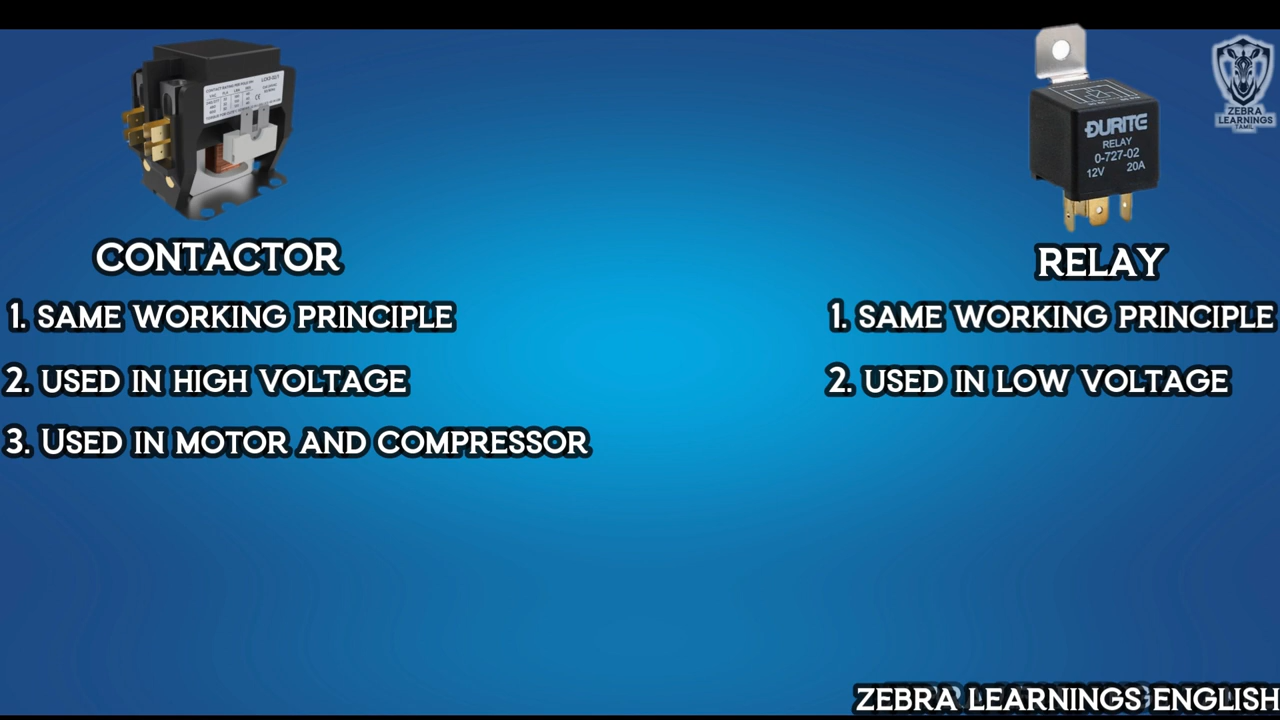 CONTACTOR
1. SAME WORKING PRINCIPLE
2. USED IN HIGH VOLTAGE
3. USED IN MOTOR AND COMPRESSOR
DURITE
RELAY
0-727-02
12V 20A
RELAY
1. SAME WORKING PRINCIPLE
2. USED IN LOW VOLTAGE
ZEBRA
LEARNINGS
TAMIL
ZEBRA LEARNINGS ENGLISH